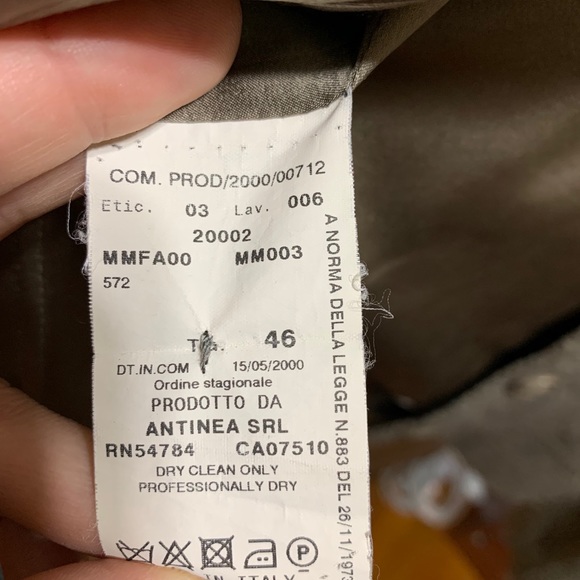 COM. PROD/2000/00712
Etic. 03 Lav. 006
20002
MMFA00 MM003
572
46
DT.IN.COM 15/05/2000
Ordine stagionale
PRODOTTO DA
ANTINEA SRL
RN54784 CA07510
DRY CLEAN ONLY
PROFESSIONALLY DRY
P
IN ITALY
A NORMA DELLA LEGGE N.883 DEL 26/11/1973